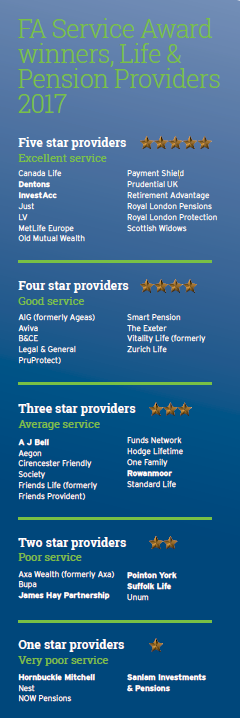 FA Service Award
winners, Life &
Pension Providers
2017
Five star providers
Excellent service
Canada Life
Dentons
InvestAcc
Just
LV
MetLife Europe
Old Mutual Wealth
Payment Shield
Prudential UK
Retirement Advantage
Royal London Pensions
Royal London Protection
Scottish Widows
Four star providers
Good service
AIG (formerly Ageas)
Aviva
B&CE
Legal & General
PruProtect)
Smart Pension
The Exeter
Vitality Life (formerly
Zurich Life
Three star providers
Average service
A J Bell
Aegon
Cirencester Friendly
Society
Friends Life (formerly
Friends Provident)
Funds Network
Hodge Lifetime
One Family
Rowanmoor
Standard Life
Two star providers
Poor service
Axa Wealth (formerly Axa)
Bupa
James Hay Partnership
Pointon York
Suffolk Life
Unum
One star providers
Very poor service
Hornbuckle Mitchell
Nest
NOW Pensions
Sanlam Investments
& Pensions